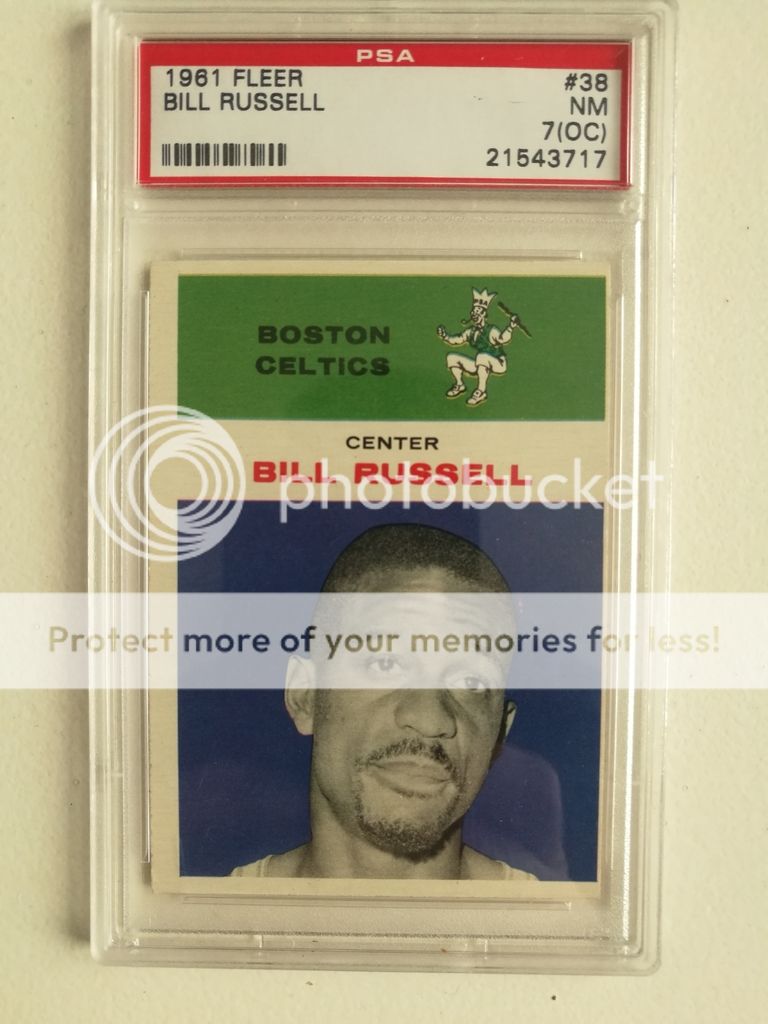 PSA
1961 FLEER #38
BILL RUSSELL NM
7(OC)
21543717
BOSTON
CELTICS
CENTER
BILL RUSSELL
photobucket
Protect more of your memories for less!